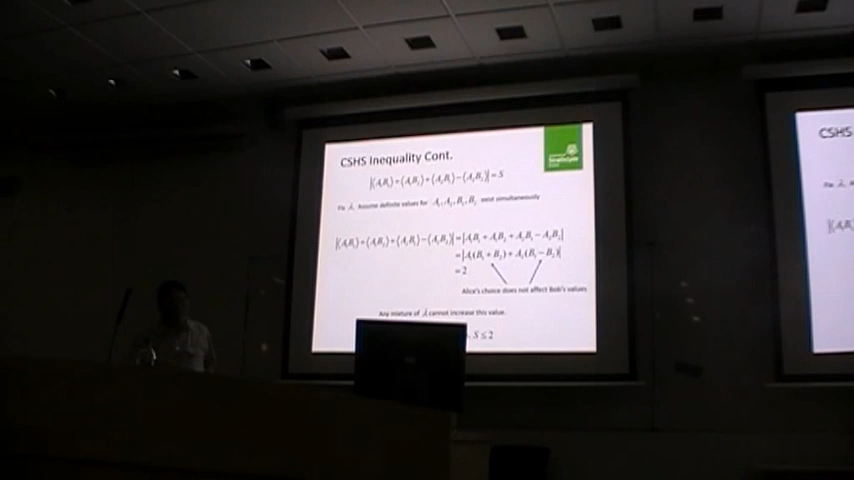 CSHS Inequality Cont.
|⟨A₁B₁⟩+⟨A₁B₂⟩+⟨A₂B₁⟩−⟨A₂B₂⟩|=S
Fix λ. Assume definite values for A₁, A₂, B₁, B₂ exist simultaneously
|⟨A₁B₁⟩+⟨A₁B₂⟩+⟨A₂B₁⟩−⟨A₂B₂⟩|=|A₁B₁+A₁B₂+A₂B₁−A₂B₂|
=|A₁(B₁+B₂)+A₂(B₁−B₂)|
=2
Alice's choice does not affect Bob's values
Any mixture of λ cannot increase this value.
S≤2
CSHS